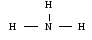 H
H — N — H